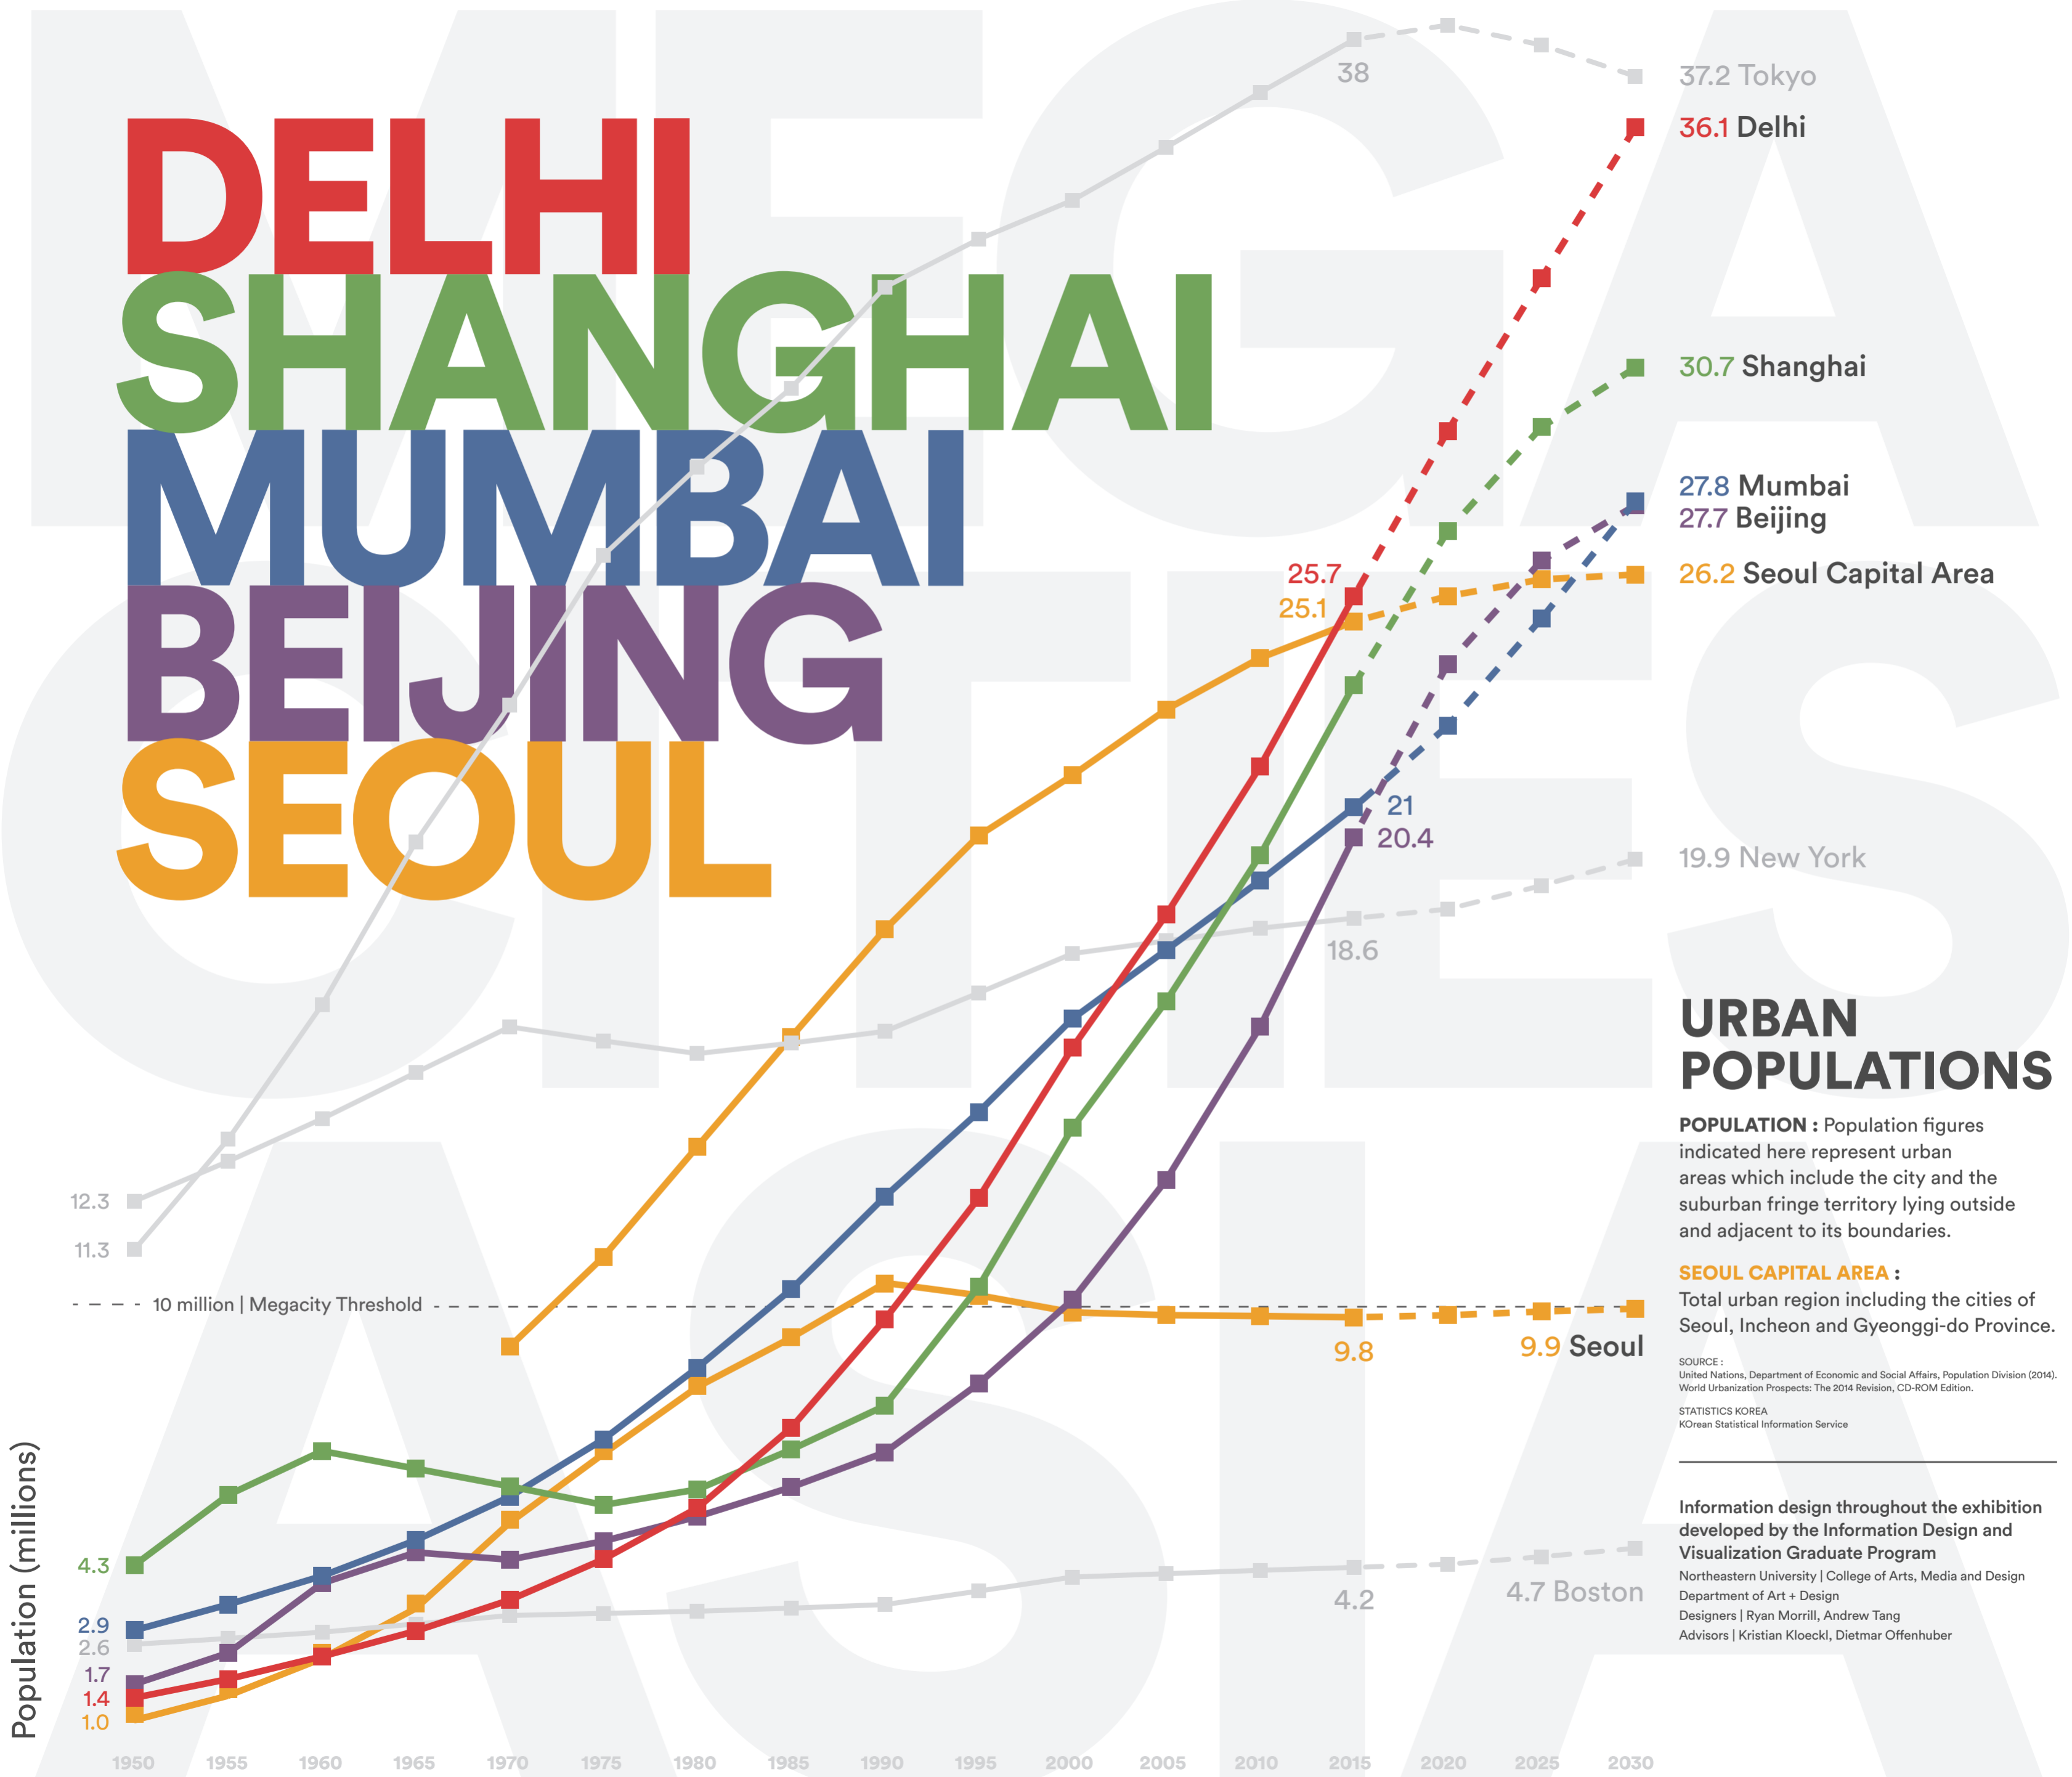 MEGA
CITIES
ASIA
DELHI
SHANGHAI
MUMBAI
BEIJING
SEOUL
38
37.2 Tokyo
36.1 Delhi
30.7 Shanghai
27.8 Mumbai
27.7 Beijing
25.7
25.1
26.2 Seoul Capital Area
21
20.4
19.9 New York
18.6
12.3
11.3
10 million | Megacity Threshold
9.8
9.9 Seoul
4.3
2.9
2.6
1.7
1.4
1.0
4.2
4.7 Boston
Population (millions)
1950 1955 1960 1965 1970 1975 1980 1985 1990 1995 2000 2005 2010 2015 2020 2025 2030
URBAN
POPULATIONS
POPULATION : Population figures
indicated here represent urban
areas which include the city and the
suburban fringe territory lying outside
and adjacent to its boundaries.
SEOUL CAPITAL AREA :
Total urban region including the cities of
Seoul, Incheon and Gyeonggi-do Province.
SOURCE :
United Nations, Department of Economic and Social Affairs, Population Division (2014).
World Urbanization Prospects: The 2014 Revision, CD-ROM Edition.
STATISTICS KOREA
KOrean Statistical Information Service
Information design throughout the exhibition
developed by the Information Design and
Visualization Graduate Program
Northeastern University | College of Arts, Media and Design
Department of Art + Design
Designers | Ryan Morrill, Andrew Tang
Advisors | Kristian Kloeckl, Dietmar Offenhuber